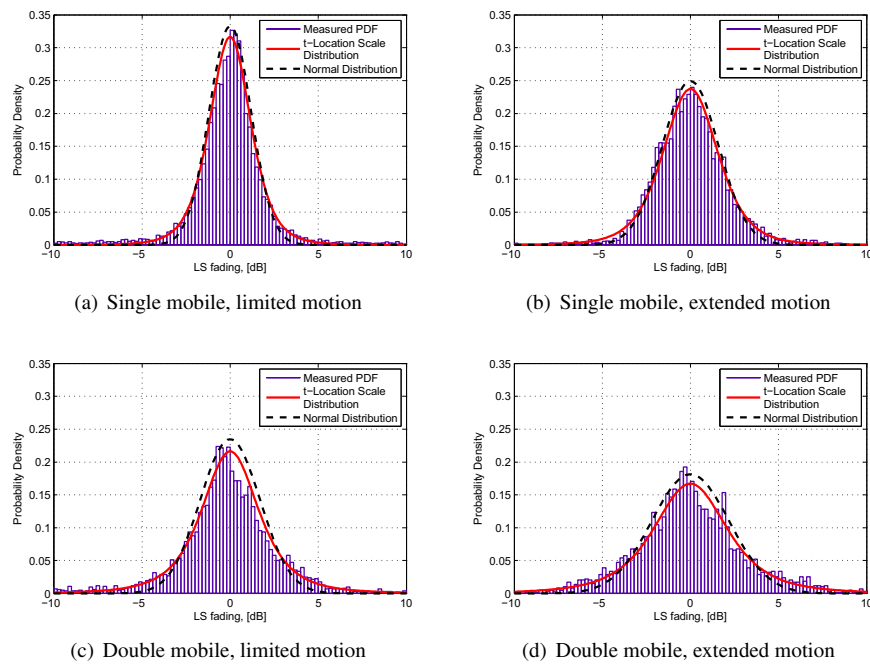 0.35
0.3
0.25
0.2
0.15
0.1
0.05
0
−10
−5
0
5
10
Probability Density
LS fading, [dB]
Measured PDF
t−Location Scale
Distribution
Normal Distribution
(a) Single mobile, limited motion
0.35
0.3
0.25
0.2
0.15
0.1
0.05
0
−10
−5
0
5
10
Probability Density
LS fading, [dB]
Measured PDF
t−Location Scale
Distribution
Normal Distribution
(b) Single mobile, extended motion
0.35
0.3
0.25
0.2
0.15
0.1
0.05
0
−10
−5
0
5
10
Probability Density
LS fading, [dB]
Measured PDF
t−Location Scale
Distribution
Normal Distribution
(c) Double mobile, limited motion
0.35
0.3
0.25
0.2
0.15
0.1
0.05
0
−10
−5
0
5
10
Probability Density
LS fading, [dB]
Measured PDF
t−Location Scale
Distribution
Normal Distribution
(d) Double mobile, extended motion